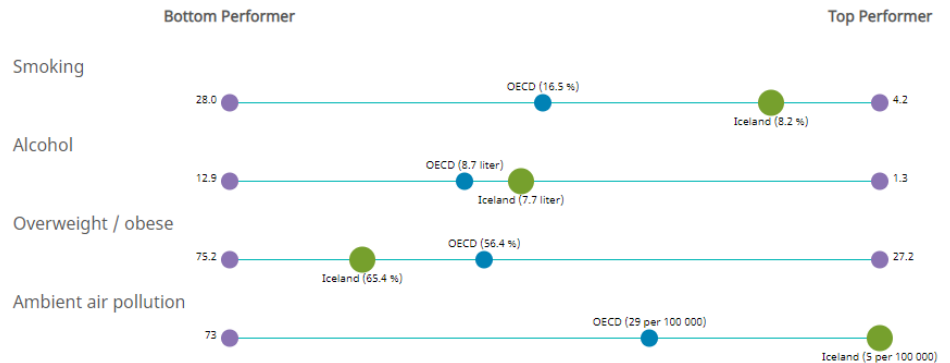 Bottom Performer Top Performer
Smoking
OECD (16.5 %)
28.0 4.2
Iceland (8.2 %)
Alcohol
OECD (8.7 liter)
12.9 1.3
Iceland (7.7 liter)
Overweight / obese
OECD (56.4 %)
75.2 27.2
Iceland (65.4 %)
Ambient air pollution
OECD (29 per 100 000)
73
Iceland (5 per 100 000)